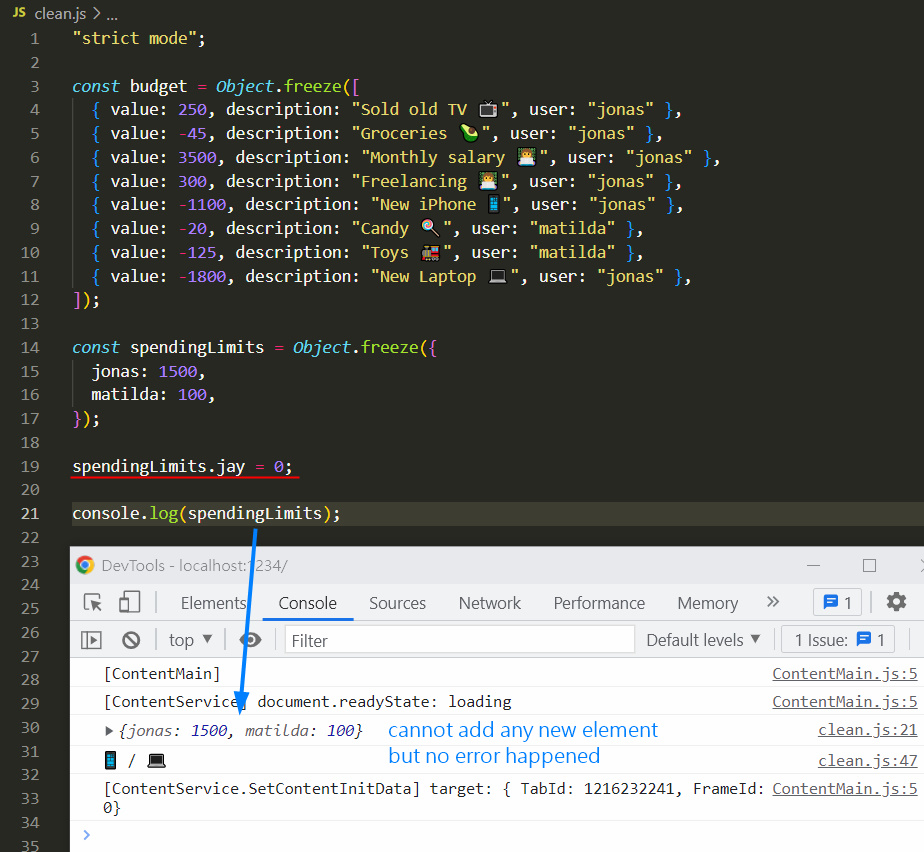 JS clean.js > ...
1 "strict mode";
2
3 const budget = Object.freeze([
4 { value: 250, description: "Sold old TV 📺", user: "jonas" },
5 { value: -45, description: "Groceries 🥑", user: "jonas" },
6 { value: 3500, description: "Monthly salary 👩‍💻", user: "jonas" },
7 { value: 300, description: "Freelancing 👩‍💻", user: "jonas" },
8 { value: -1100, description: "New iPhone 📱", user: "jonas" },
9 { value: -20, description: "Candy 🍭", user: "matilda" },
10 { value: -125, description: "Toys 🚂", user: "matilda" },
11 { value: -1800, description: "New Laptop 💻", user: "jonas" },
12 ]);
13
14 const spendingLimits = Object.freeze({
15 jonas: 1500,
16 matilda: 100,
17 });
18
19 spendingLimits.jay = 0;
20
21 console.log(spendingLimits);
22
23
24
25
26
27
28
29
30
31
32
33
34
35
DevTools - localhost:1234/
Elements Console Sources Network Performance Memory » 1
top ▼ Filter Default levels ▼ 1 Issue: 1
[ContentMain] ContentMain.js:5
[ContentService] document.readyState: loading ContentMain.js:5
▶ {jonas: 1500, matilda: 100} clean.js:21
cannot add any new element
but no error happened
📱 / 💻 clean.js:47
[ContentService.SetContentInitData] target: { TabId: 1216232241, FrameId: ContentMain.js:5
0}
>